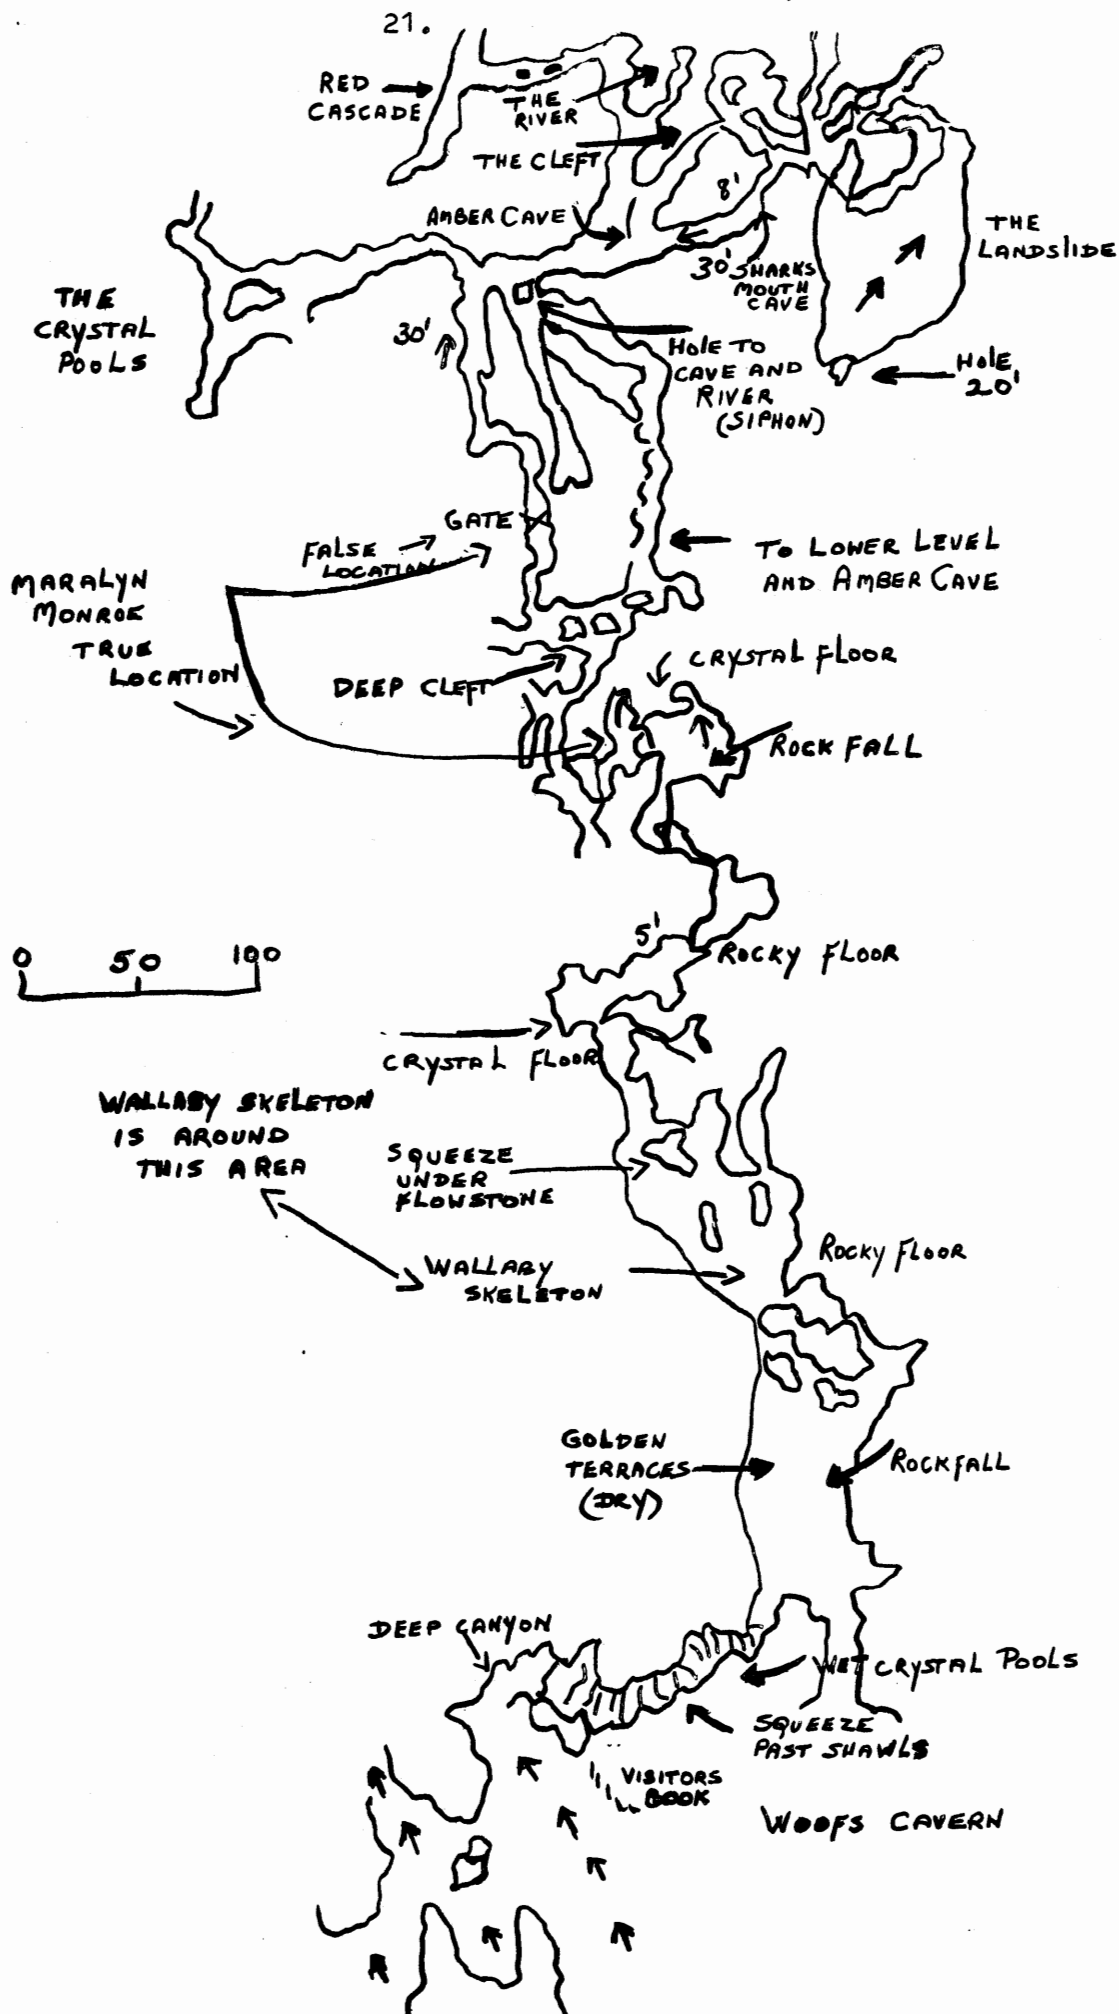 21.
RED
CASCADE
THE
RIVER
THE CLEFT
8'
AMBER CAVE
THE
LANDSLIDE
30'
SHARKS
MOUTH
CAVE
THE
CRYSTAL
POOLS
30'
HOLE TO
CAVE AND
RIVER
(SIPHON)
HOLE
20'
GATE
FALSE
LOCATION
TO LOWER LEVEL
AND AMBER CAVE
MARALYN
MONROE
TRUE
LOCATION
DEEP CLEFT
CRYSTAL FLOOR
ROCK FALL
5'
ROCKY FLOOR
0 50 100
CRYSTAL FLOOR
WALLABY SKELETON
IS AROUND
THIS AREA
SQUEEZE
UNDER
FLOWSTONE
ROCKY FLOOR
WALLABY
SKELETON
GOLDEN
TERRACES
(DRY)
ROCKFALL
DEEP CANYON
WET CRYSTAL POOLS
SQUEEZE
PAST SHAWLS
VISITORS
BOOK
WOOFS CAVERN